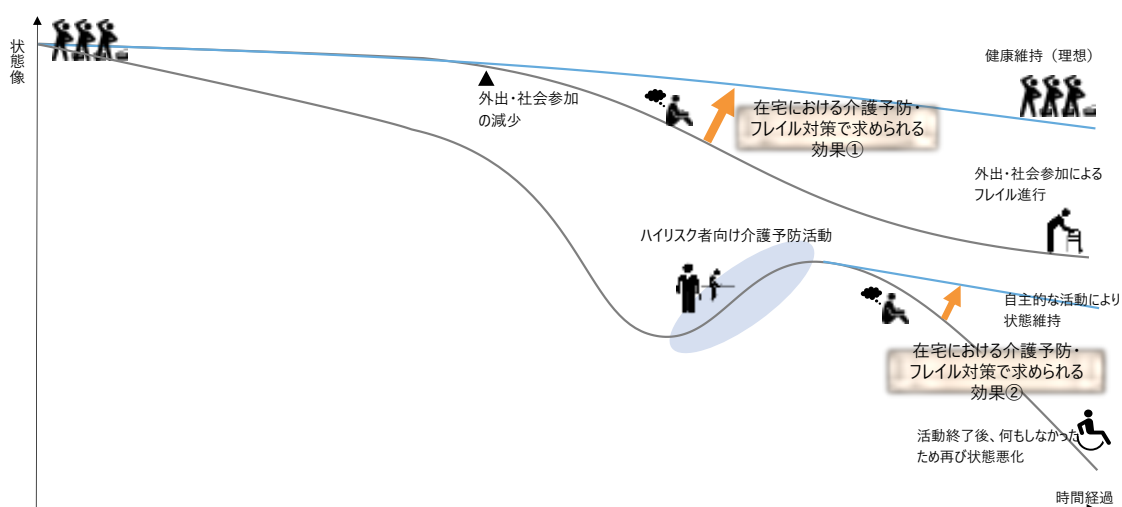 状態像
健康維持（理想）
外出・社会参加
の減少
在宅における介護予防・
フレイル対策で求められる
効果①
外出・社会参加による
フレイル進行
ハイリスク者向け介護予防活動
自主的な活動により
状態維持
在宅における介護予防・
フレイル対策で求められる
効果②
活動終了後、何もしなかった
ため再び状態悪化
時間経過